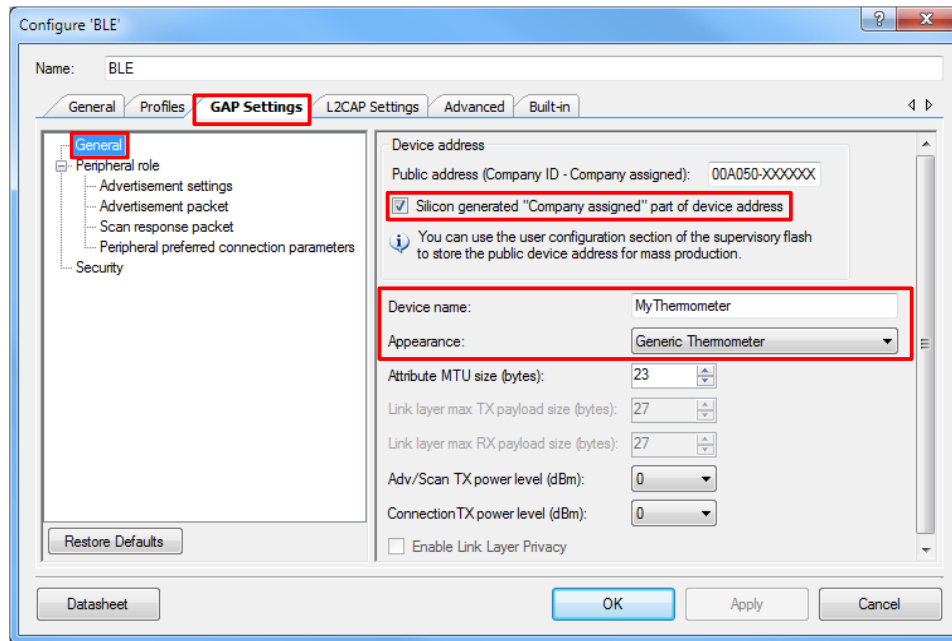 Configure 'BLE'
Name: BLE
General Profiles GAP Settings L2CAP Settings Advanced Built-in
General
Peripheral role
Advertisement settings
Advertisement packet
Scan response packet
Peripheral preferred connection parameters
Security
Restore Defaults
Device address
Public address (Company ID - Company assigned): 00A050-XXXXXX
Silicon generated "Company assigned" part of device address
You can use the user configuration section of the supervisory flash
to store the public device address for mass production.
Device name: MyThermometer
Appearance: Generic Thermometer
Attribute MTU size (bytes): 23
Link layer max TX payload size (bytes): 27
Link layer max RX payload size (bytes): 27
Adv/Scan TX power level (dBm): 0
ConnectionTX power level (dBm): 0
Enable Link Layer Privacy
Datasheet OK Apply Cancel